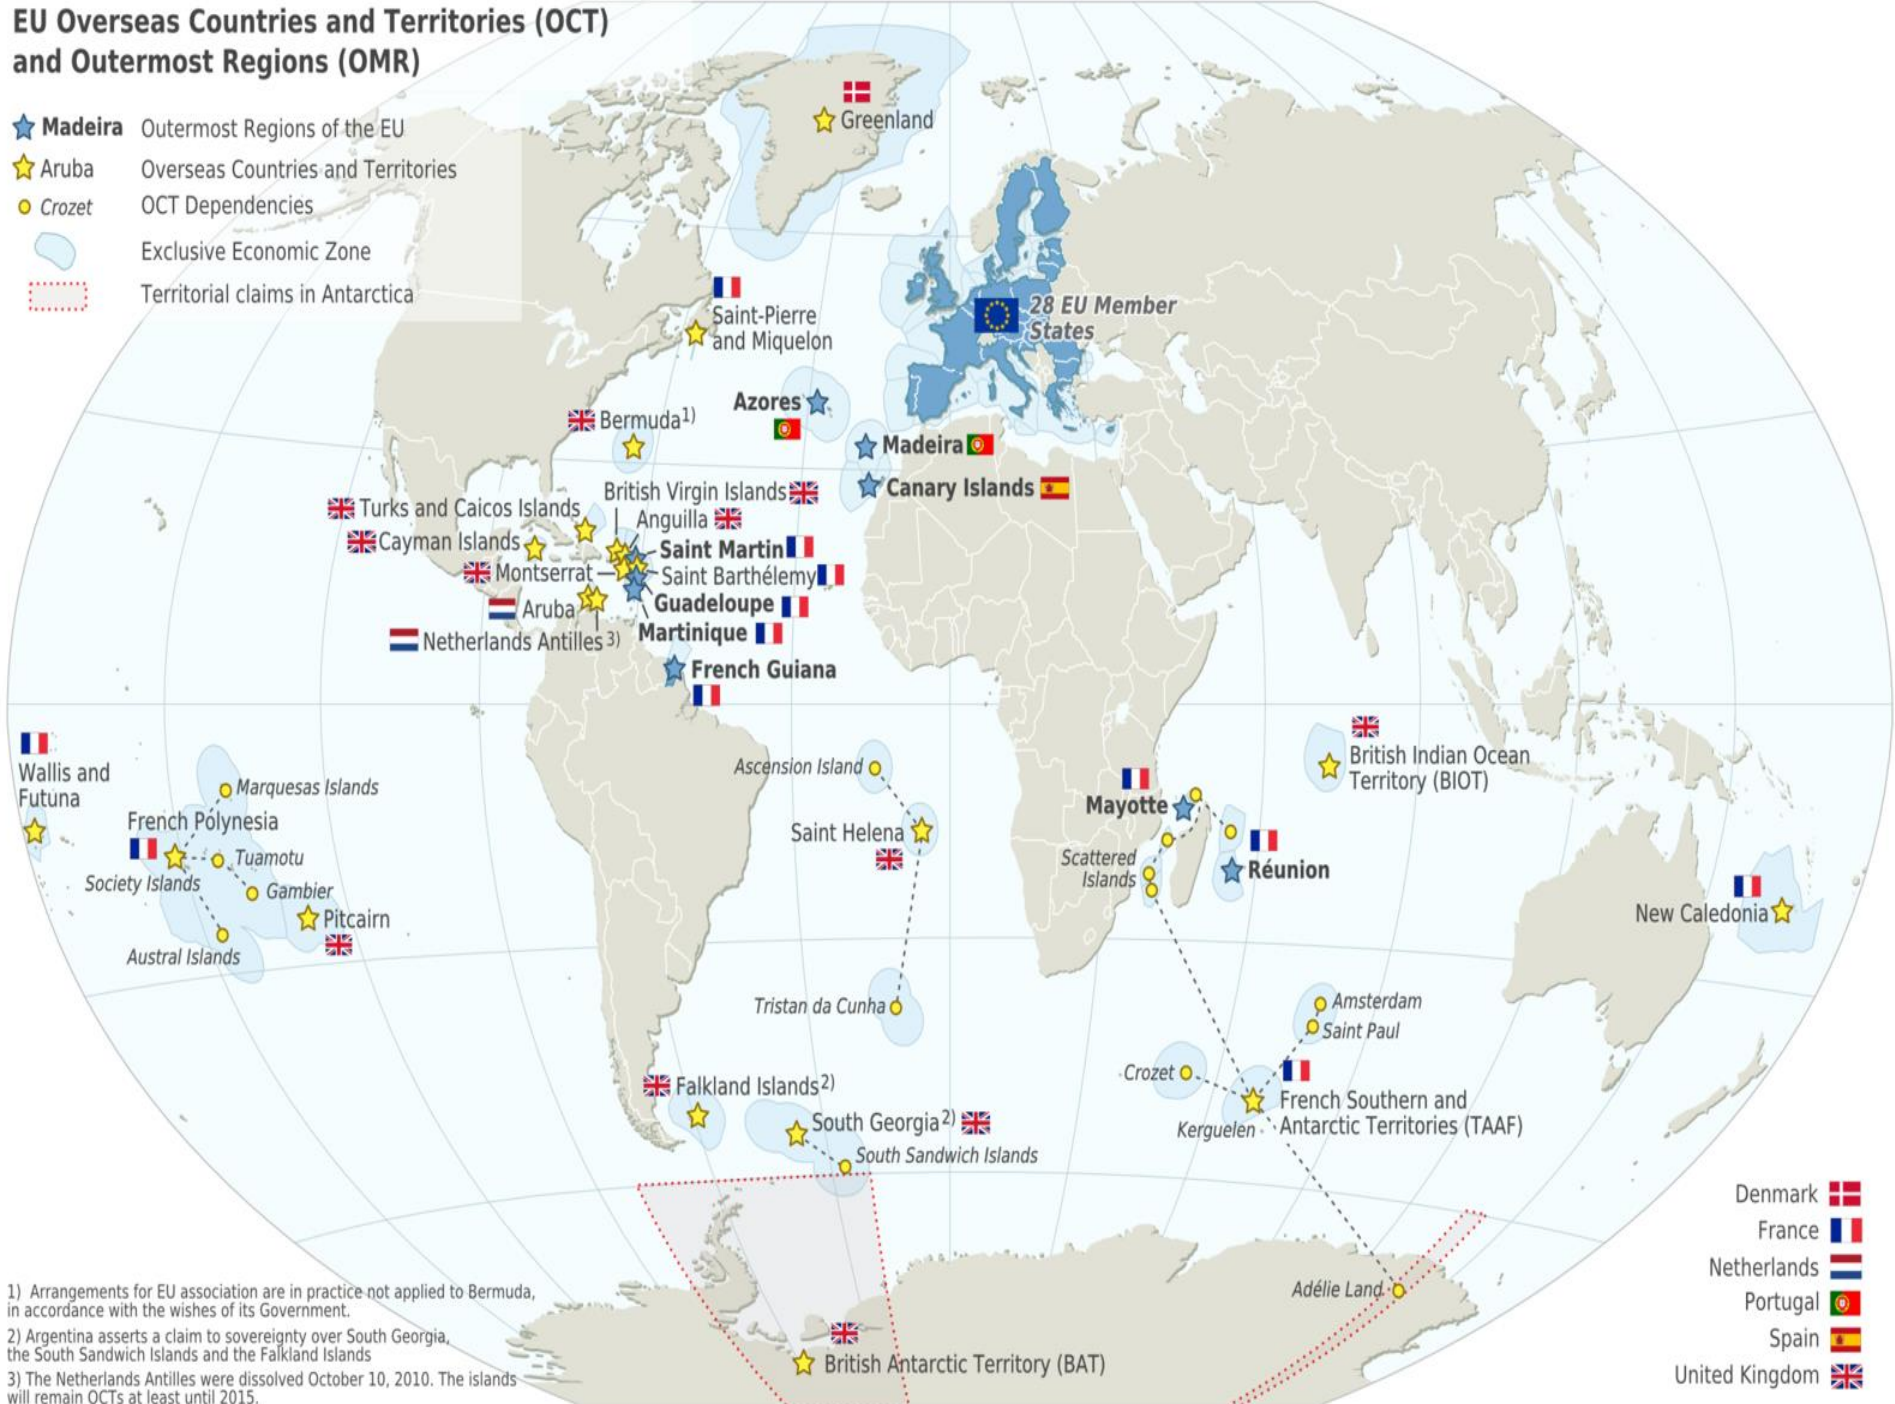 EU Overseas Countries and Territories (OCT)
and Outermost Regions (OMR)
Madeira Outermost Regions of the EU
Aruba Overseas Countries and Territories
Crozet OCT Dependencies
Exclusive Economic Zone
Territorial claims in Antarctica
Greenland
28 EU Member
States
Saint-Pierre
and Miquelon
Azores
Bermuda 1)
Madeira
Canary Islands
British Virgin Islands
Turks and Caicos Islands
Anguilla
Cayman Islands
Saint Martin
Montserrat
Saint Barthélemy
Aruba
Guadeloupe
Martinique
Netherlands Antilles 3)
French Guiana
Wallis and
Futuna
Marquesas Islands
French Polynesia
Tuamotu
Society Islands
Gambier
Pitcairn
Austral Islands
Ascension Island
Saint Helena
Tristan da Cunha
British Indian Ocean
Territory (BIOT)
Mayotte
Scattered
Islands
Réunion
New Caledonia
Amsterdam
Saint Paul
Crozet
French Southern and
Antarctic Territories (TAAF)
Kerguelen
Falkland Islands 2)
South Georgia 2)
South Sandwich Islands
Adélie Land
British Antarctic Territory (BAT)
Denmark
France
Netherlands
Portugal
Spain
United Kingdom
1) Arrangements for EU association are in practice not applied to Bermuda,
in accordance with the wishes of its Government.
2) Argentina asserts a claim to sovereignty over South Georgia,
the South Sandwich Islands and the Falkland Islands
3) The Netherlands Antilles were dissolved October 10, 2010. The islands
will remain OCTs at least until 2015.